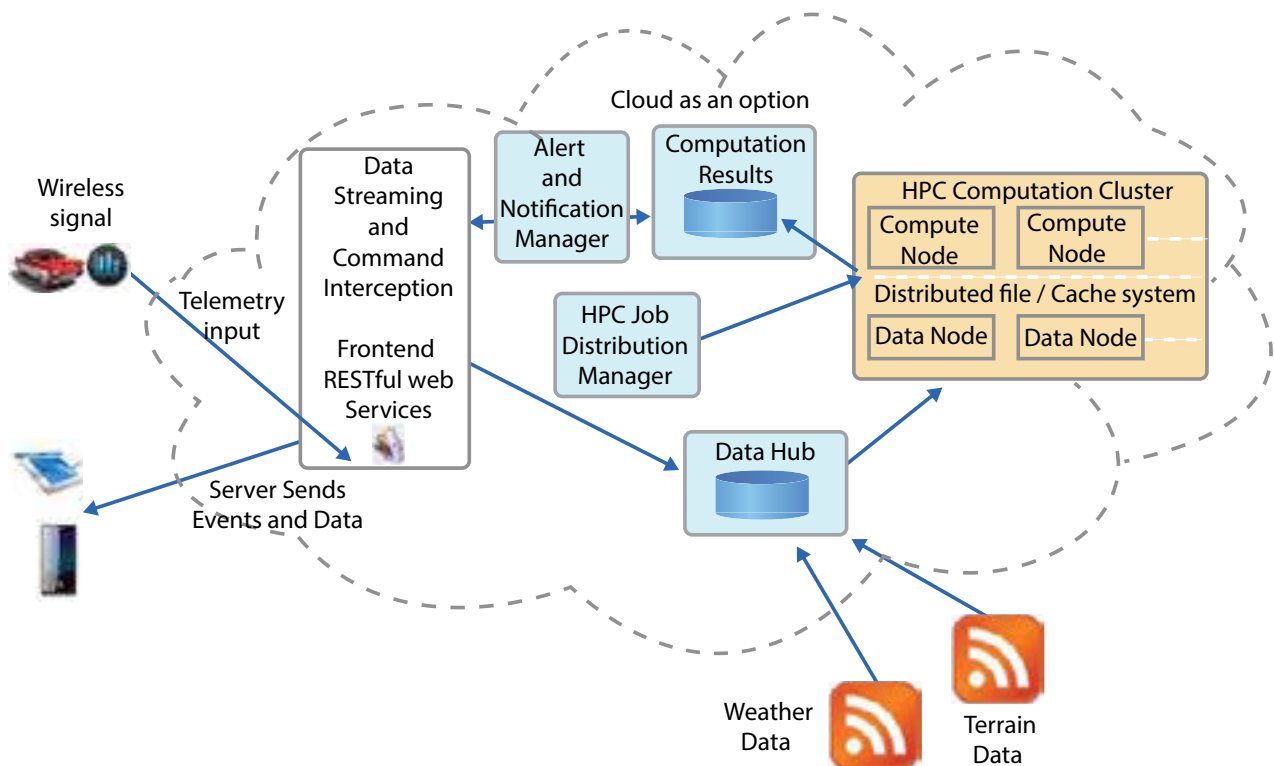 Cloud as an option
Wireless
signal
Telemetry
input
Data
Streaming
and
Command
Interception
Frontend
RESTful web
Services
Server Sends
Events and Data
Alert
and
Notification
Manager
Computation
Results
HPC Job
Distribution
Manager
HPC Computation Cluster
Compute
Node
Compute
Node
Distributed file / Cache system
Data Node
Data Node
Data Hub
Weather
Data
Terrain
Data